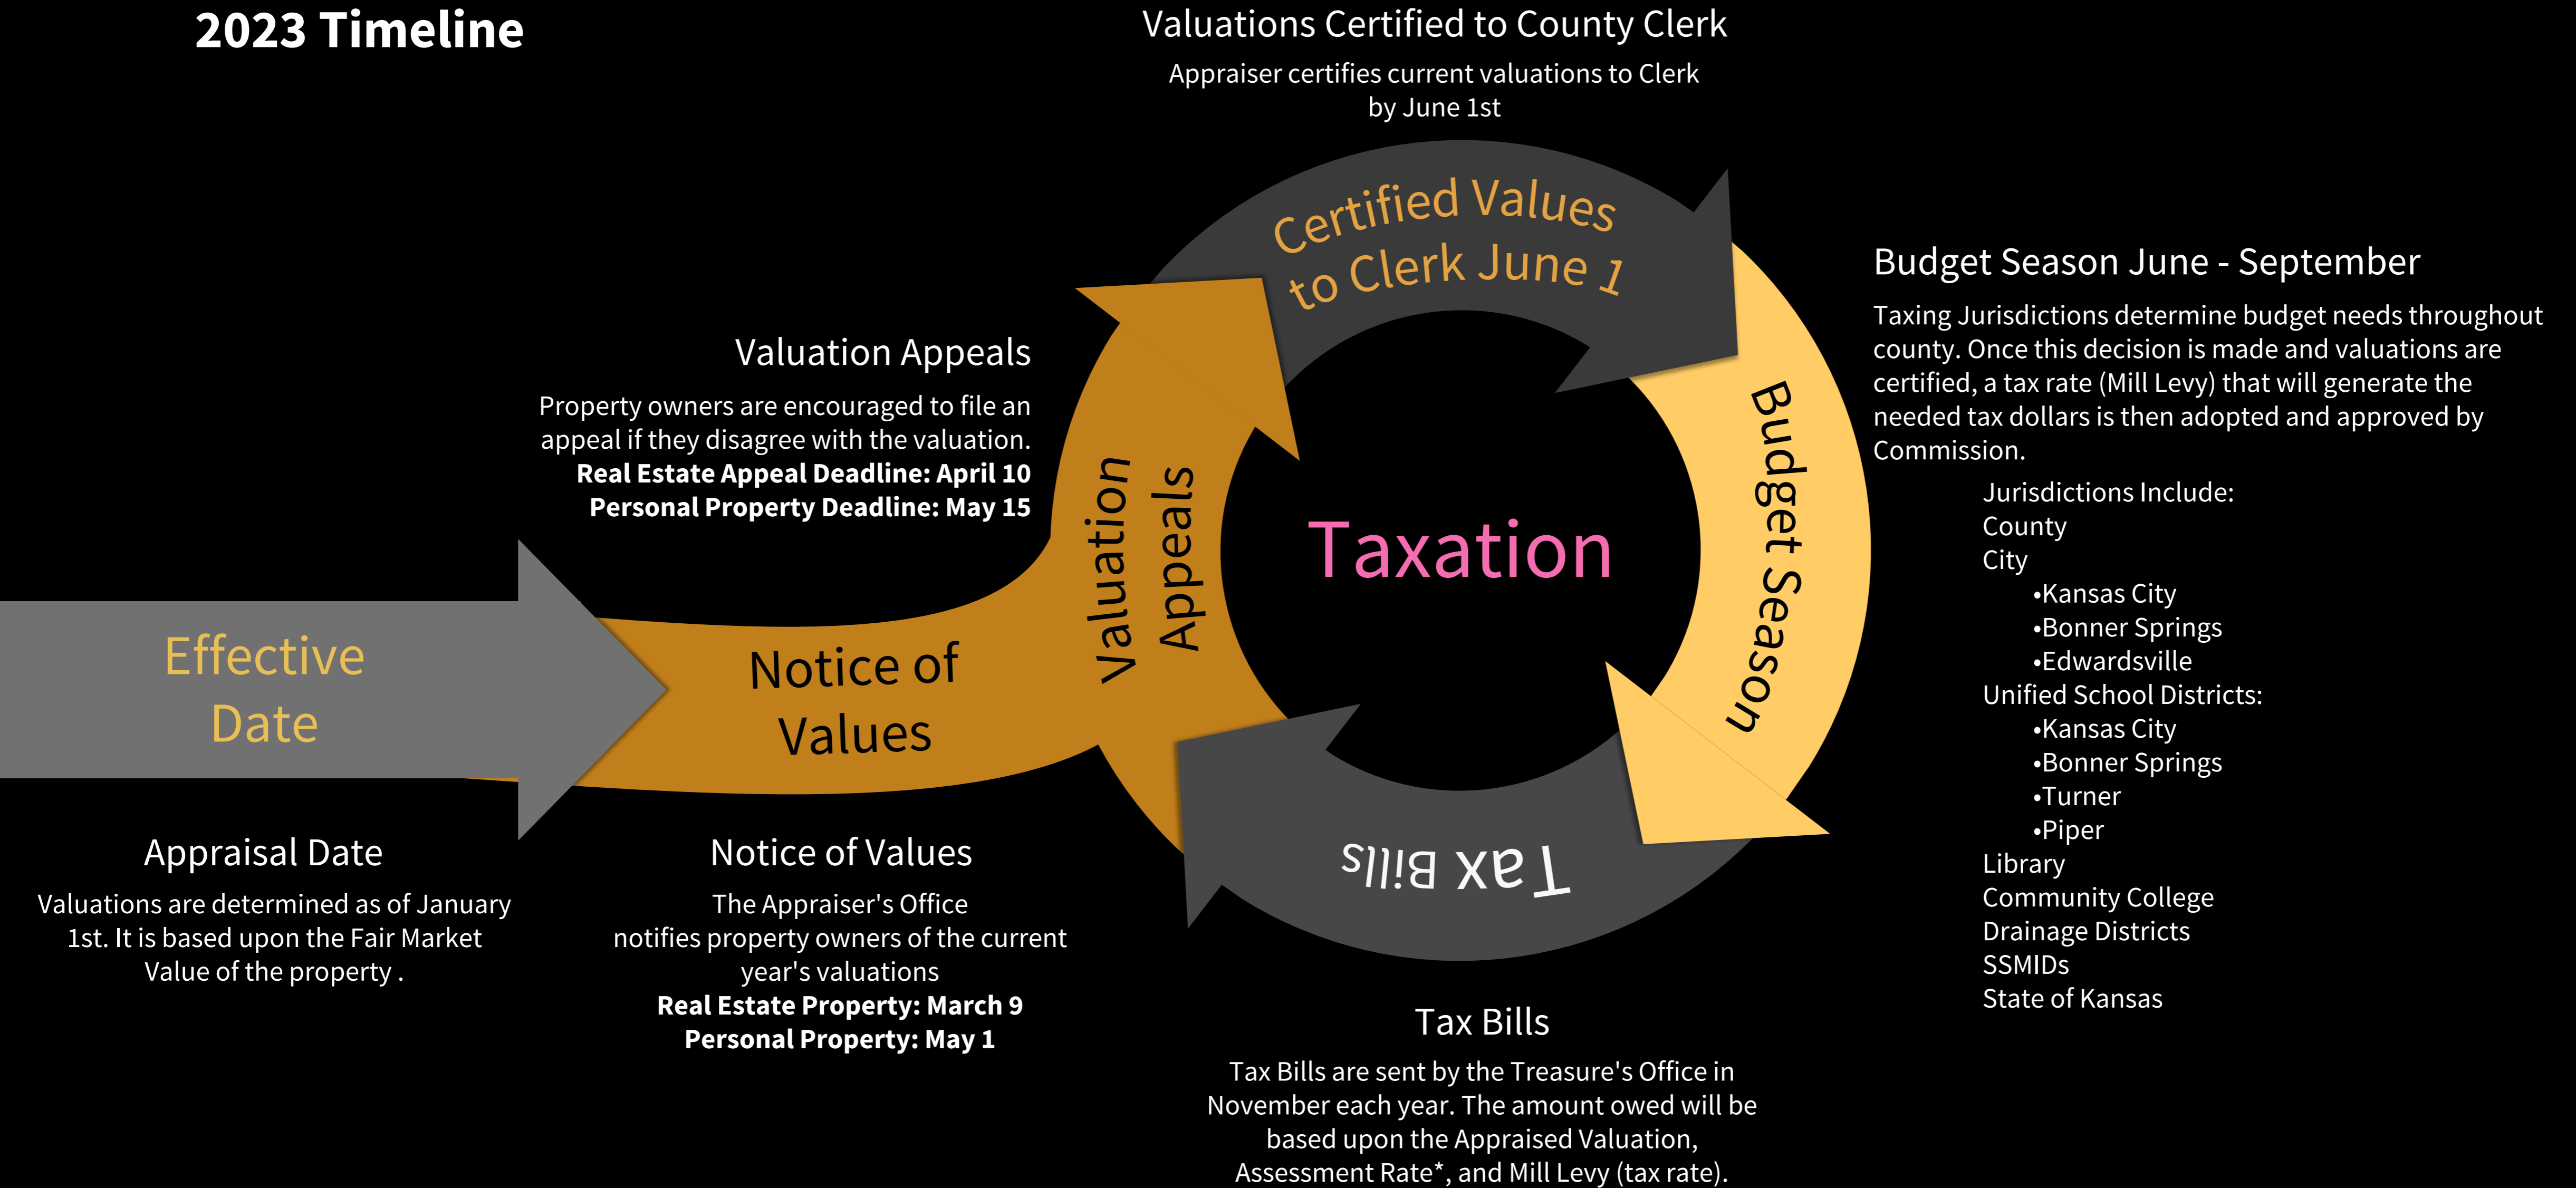 2023 Timeline
Valuations Certified to County Clerk
Appraiser certifies current valuations to Clerk
by June 1st
Certified Values
to Clerk June 1
Budget Season June - September
Taxing Jurisdictions determine budget needs throughout
county. Once this decision is made and valuations are
certified, a tax rate (Mill Levy) that will generate the
needed tax dollars is then adopted and approved by
Commission.
Jurisdictions Include:
County
City
•Kansas City
•Bonner Springs
•Edwardsville
Unified School Districts:
•Kansas City
•Bonner Springs
•Turner
•Piper
Library
Community College
Drainage Districts
SSMIDs
State of Kansas
Valuation Appeals
Property owners are encouraged to file an
appeal if they disagree with the valuation.
Real Estate Appeal Deadline: April 10
Personal Property Deadline: May 15
Valuation
Appeals
Taxation
Budget Season
Effective
Date
Notice of
Values
Tax Bills
Appraisal Date
Valuations are determined as of January
1st. It is based upon the Fair Market
Value of the property .
Notice of Values
The Appraiser's Office
notifies property owners of the current
year's valuations
Real Estate Property: March 9
Personal Property: May 1
Tax Bills
Tax Bills are sent by the Treasure's Office in
November each year. The amount owed will be
based upon the Appraised Valuation,
Assessment Rate*, and Mill Levy (tax rate).